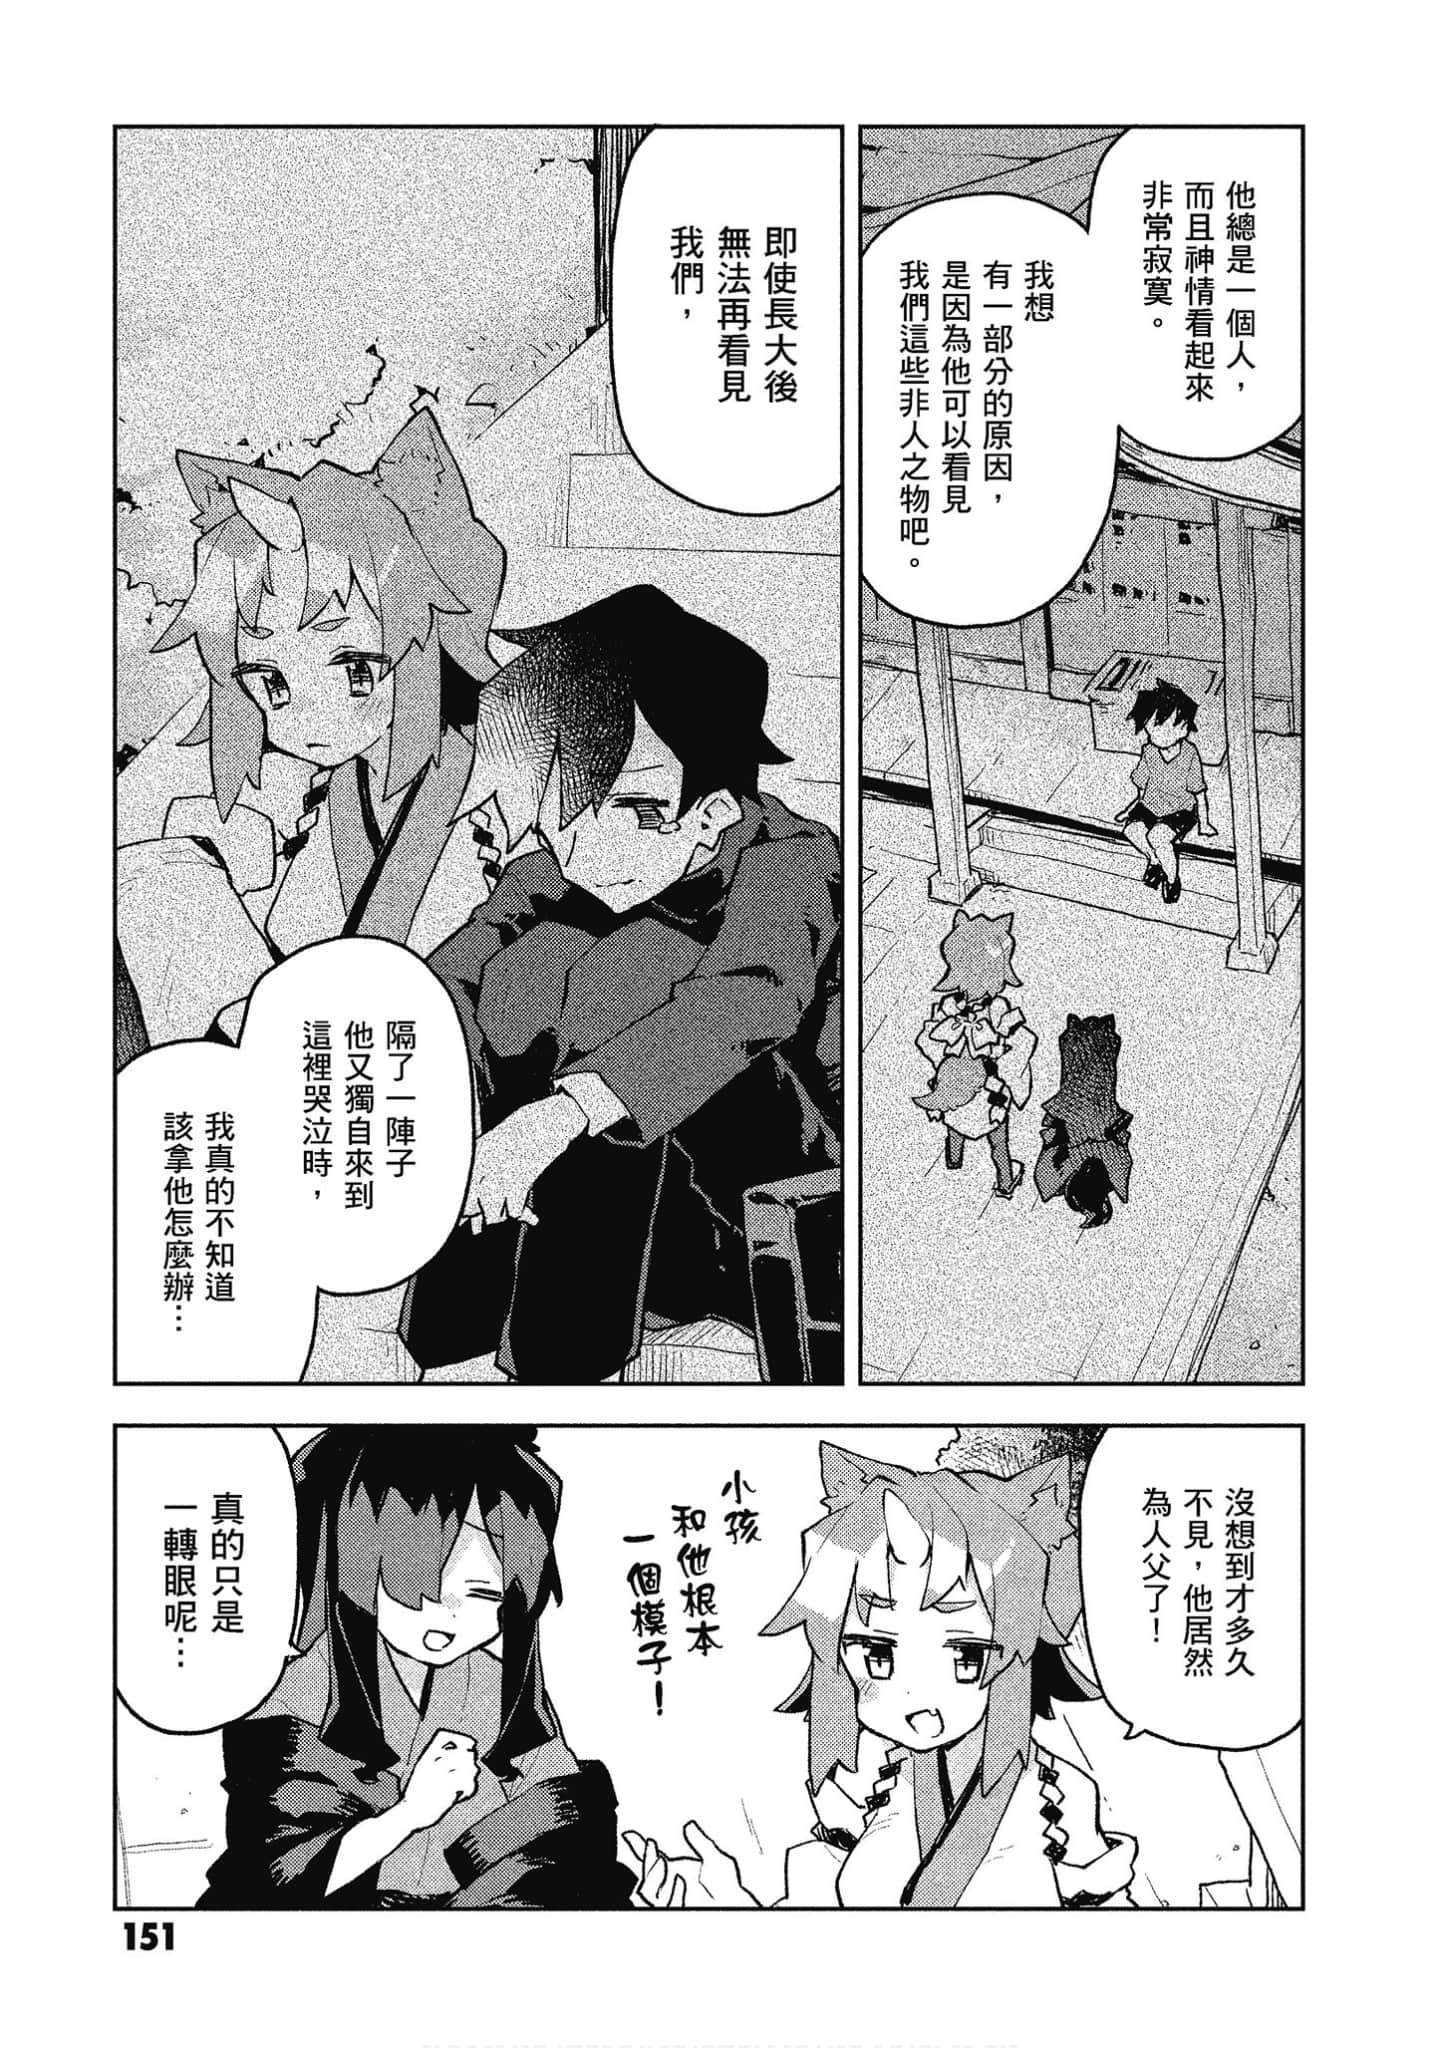 他總是一個人，
而且神情看起來
非常寂寞。
我想
有一部分的原因，
是因為他可以看見
我們這些非人之物吧。
即使長大後
無法再看見
我們，
隔了一陣子
他又獨自來到
這裡哭泣時，
我真的不知道
該拿他怎麼辦…
沒想到才多久
不見，他居然
為人父了！
小孩
和他根本
一個模子！
真的只是
一轉眼呢…
151